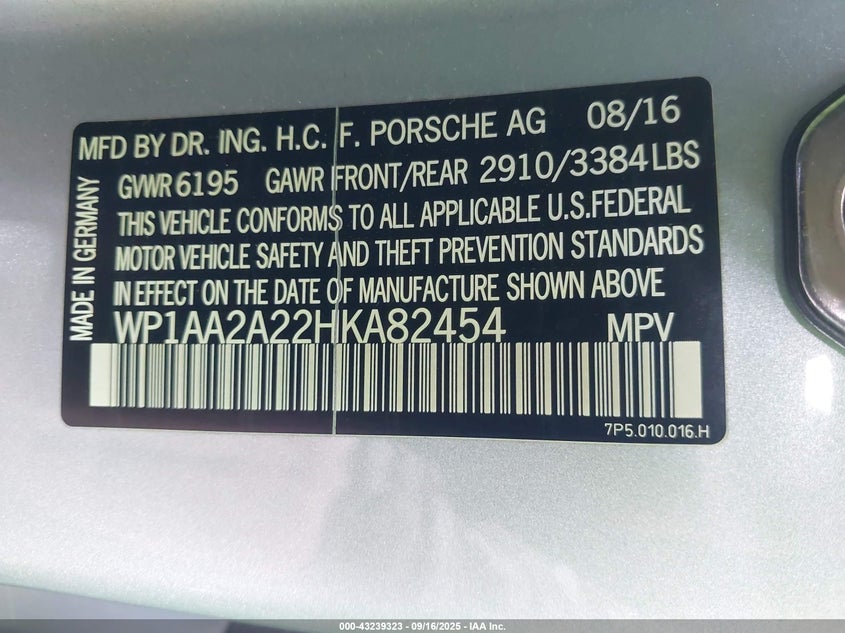 MFD BY DR. ING. H.C. F. PORSCHE AG 08/16
GVWR 6195 GAWR FRONT/REAR 2910/3384 LBS
THIS VEHICLE CONFORMS TO ALL APPLICABLE U.S.FEDERAL
MOTOR VEHICLE SAFETY AND THEFT PREVENTION STANDARDS
IN EFFECT ON THE DATE OF MANUFACTURE SHOWN ABOVE
WP1AA2A22HKA82454 MPV
MADE IN GERMANY
7P5.010.016.H
000-43239323 - 09/16/2025 - IAA Inc.